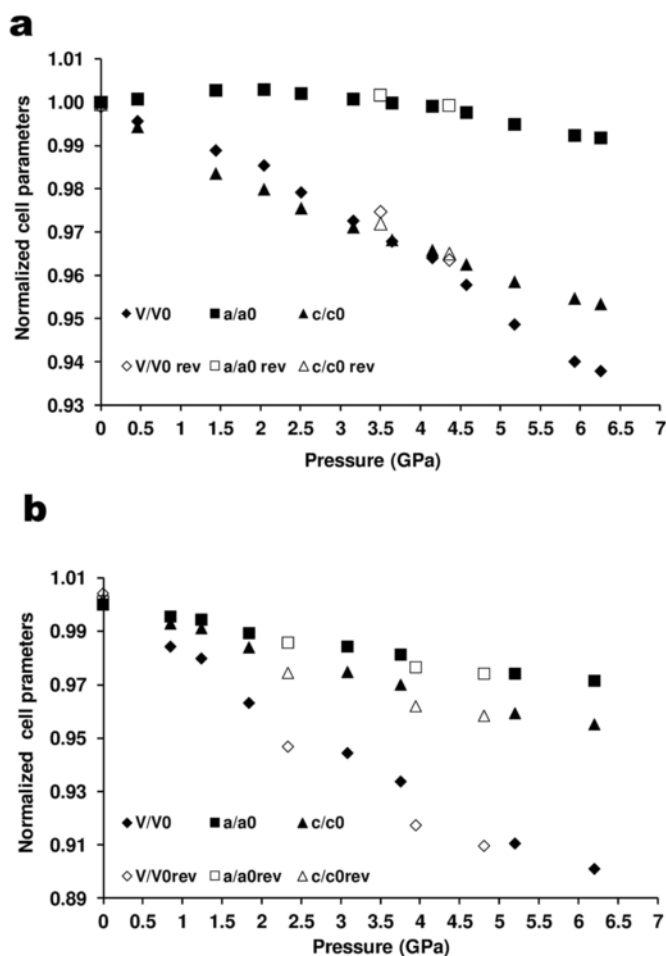 a
Normalized cell parameters
1.01
1.00
0.99
0.98
0.97
0.96
0.95
0.94
0.93
V/V0 a/a0 c/c0
V/V0 rev a/a0 rev c/c0 rev
0 0.5 1 1.5 2 2.5 3 3.5 4 4.5 5 5.5 6 6.5 7
Pressure (GPa)
b
Normalized cell prameters
1.01
0.99
0.97
0.95
0.93
0.91
0.89
V/V0 a/a0 c/c0
V/V0rev a/a0rev c/c0rev
0 0.5 1 1.5 2 2.5 3 3.5 4 4.5 5 5.5 6 6.5 7
Pressure (GPa)